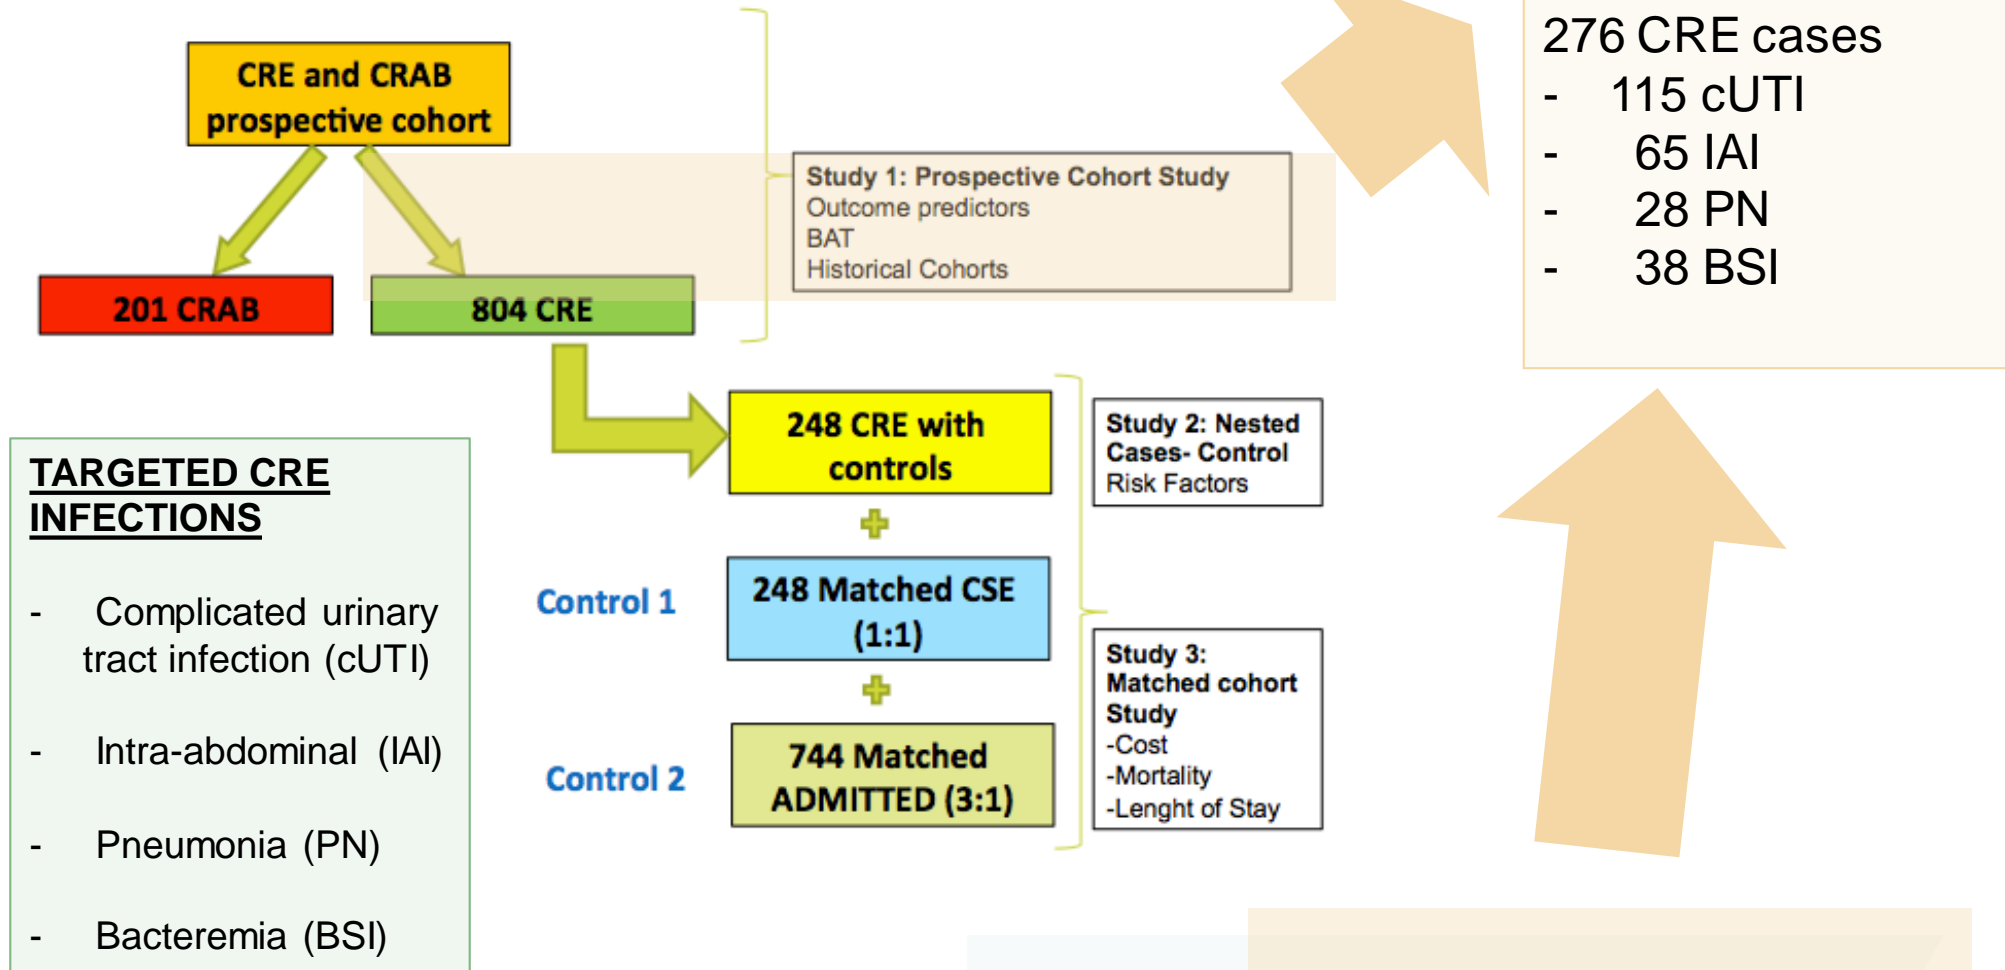 CRE and CRAB
prospective cohort
201 CRAB
804 CRE
Study 1: Prospective Cohort Study
Outcome predictors
BAT
Historical Cohorts
276 CRE cases
- 115 cUTI
- 65 IAI
- 28 PN
- 38 BSI
TARGETED CRE
INFECTIONS
- Complicated urinary
tract infection (cUTI)
- Intra-abdominal (IAI)
- Pneumonia (PN)
- Bacteremia (BSI)
248 CRE with
controls
Control 1
248 Matched CSE
(1:1)
Control 2
744 Matched
ADMITTED (3:1)
Study 2: Nested
Cases- Control
Risk Factors
Study 3:
Matched cohort
Study
-Cost
-Mortality
-Lenght of Stay